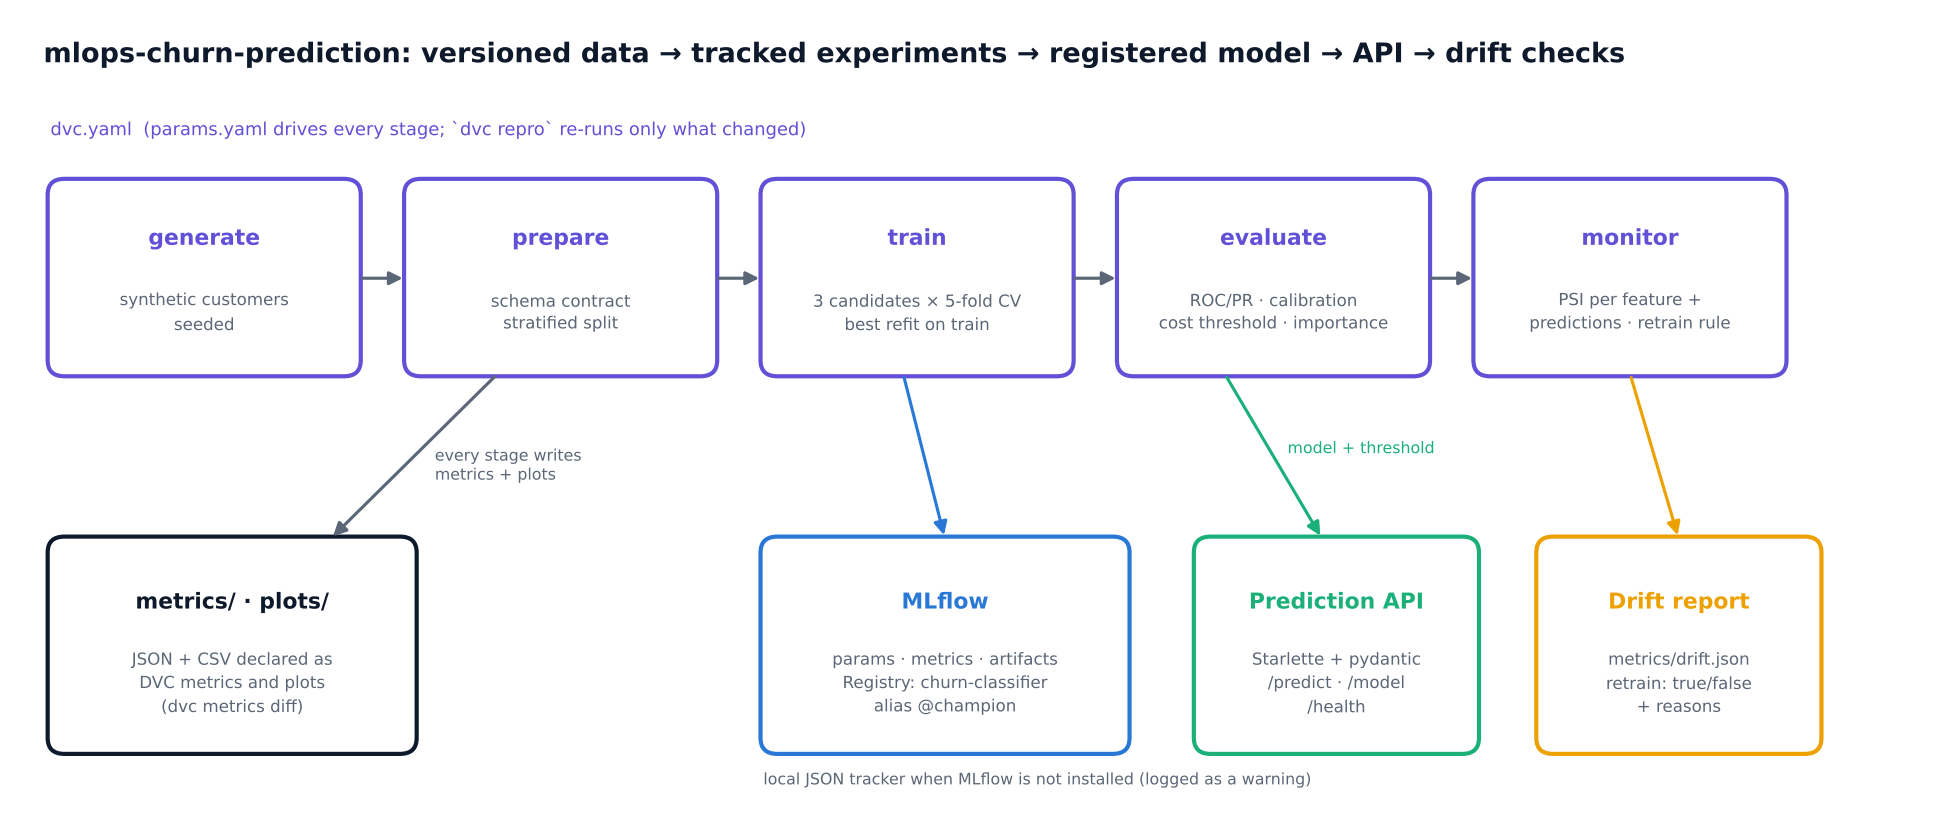 mlops-churn-prediction: versioned data → tracked experiments → registered model → API → drift checks
dvc.yaml  (params.yaml drives every stage; `dvc repro` re-runs only what changed)
generate
synthetic customers
seeded
prepare
schema contract
stratified split
train
3 candidates × 5-fold CV
best refit on train
evaluate
ROC/PR · calibration
cost threshold · importance
monitor
PSI per feature +
predictions · retrain rule
every stage writes
metrics + plots
model + threshold
metrics/ · plots/
JSON + CSV declared as
DVC metrics and plots
(dvc metrics diff)
MLflow
params · metrics · artifacts
Registry: churn-classifier
alias @champion
Prediction API
Starlette + pydantic
/predict · /model
/health
Drift report
metrics/drift.json
retrain: true/false
+ reasons
local JSON tracker when MLflow is not installed (logged as a warning)